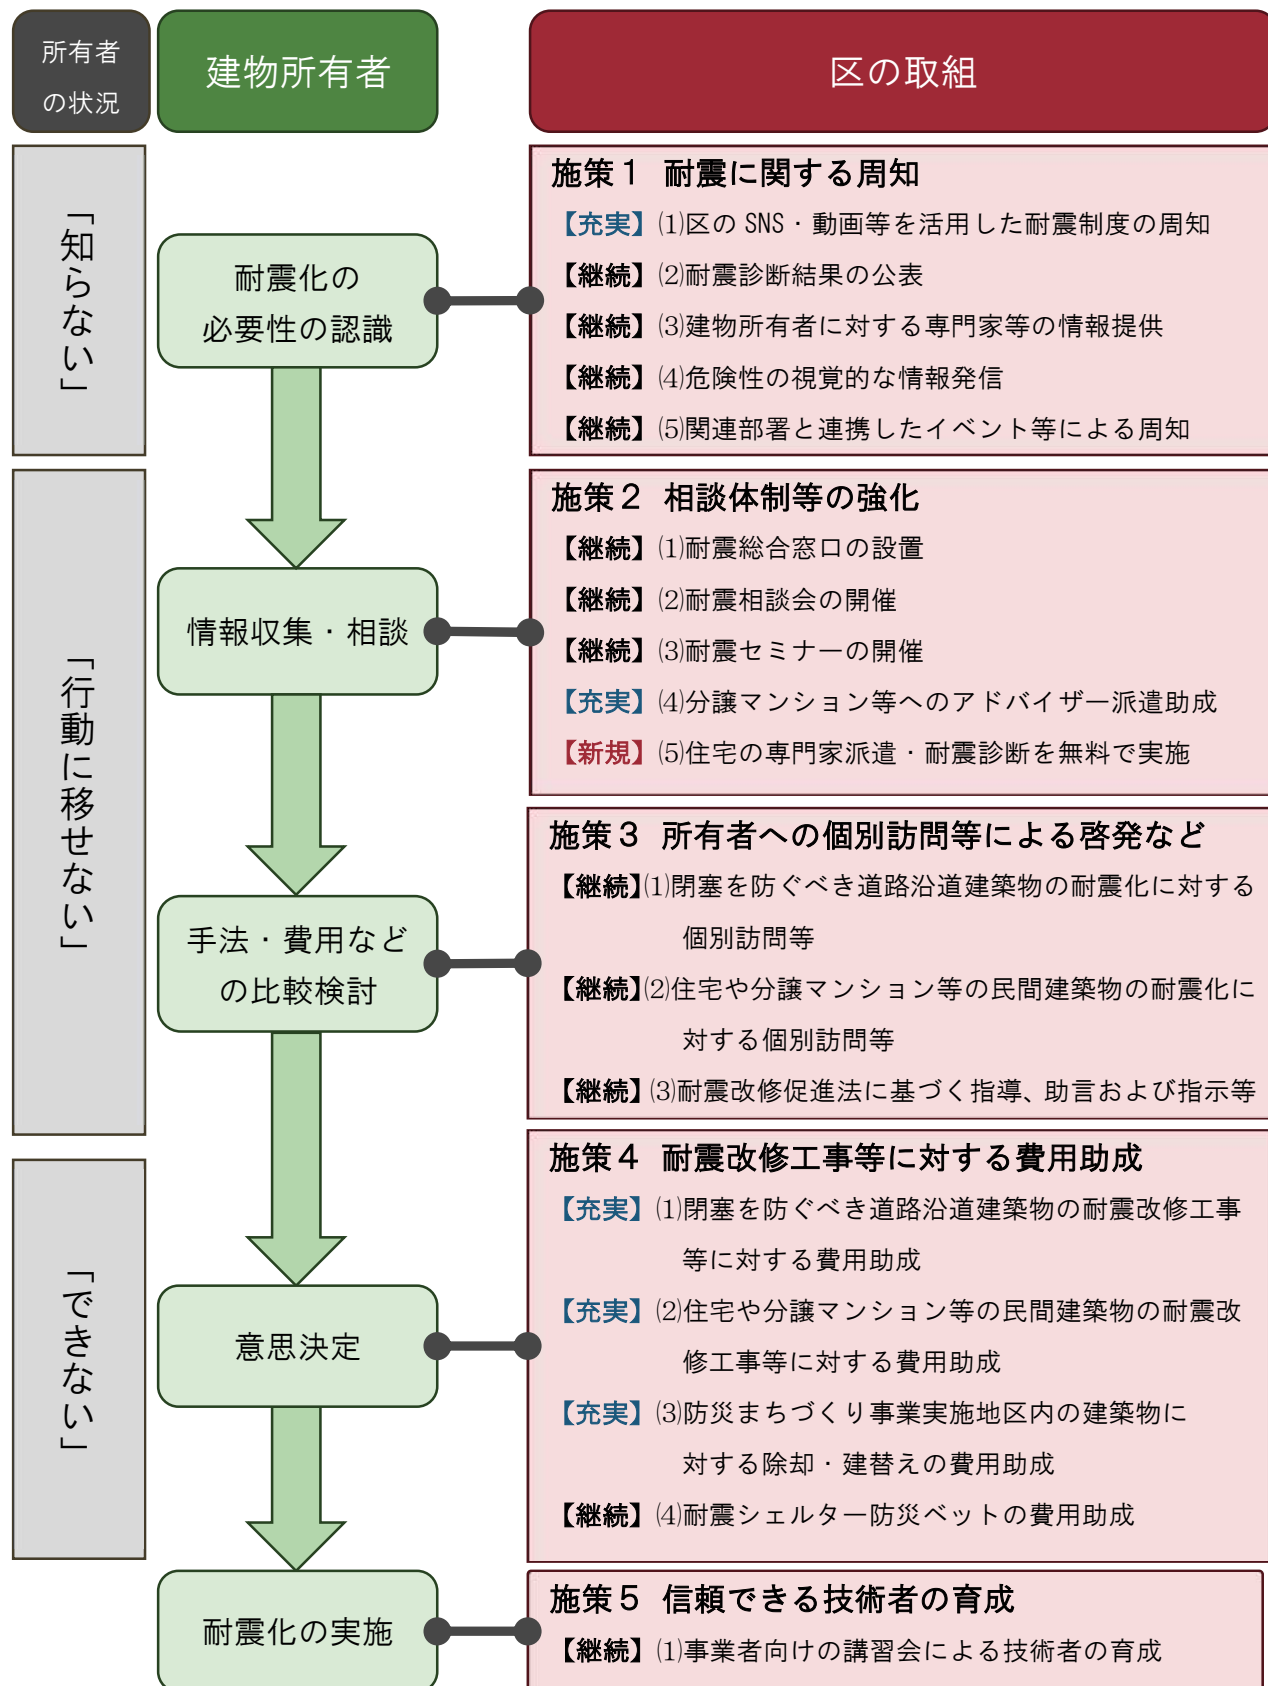 所有者
の状況
建物所有者
区の取組
「知らない」
耐震化の
必要性の認識
施策１ 耐震に関する周知
【充実】⑴区の SNS・動画等を活用した耐震制度の周知
【継続】⑵耐震診断結果の公表
【継続】⑶建物所有者に対する専門家等の情報提供
【継続】⑷危険性の視覚的な情報発信
【継続】⑸関連部署と連携したイベント等による周知
「行動に移せない」
情報収集・相談
施策２ 相談体制等の強化
【継続】⑴耐震総合窓口の設置
【継続】⑵耐震相談会の開催
【継続】⑶耐震セミナーの開催
【充実】⑷分譲マンション等へのアドバイザー派遣助成
【新規】⑸住宅の専門家派遣・耐震診断を無料で実施
手法・費用など
の比較検討
施策３ 所有者への個別訪問等による啓発など
【継続】⑴閉塞を防ぐべき道路沿道建築物の耐震化に対する
個別訪問等
【継続】⑵住宅や分譲マンション等の民間建築物の耐震化に
対する個別訪問等
【継続】⑶耐震改修促進法に基づく指導、助言および指示等
「できない」
意思決定
施策４ 耐震改修工事等に対する費用助成
【充実】⑴閉塞を防ぐべき道路沿道建築物の耐震改修工事
等に対する費用助成
【充実】⑵住宅や分譲マンション等の民間建築物の耐震改
修工事等に対する費用助成
【充実】⑶防災まちづくり事業実施地区内の建築物に
対する除却・建替えの費用助成
【継続】⑷耐震シェルター防災ベットの費用助成
耐震化の実施
施策５ 信頼できる技術者の育成
【継続】⑴事業者向けの講習会による技術者の育成